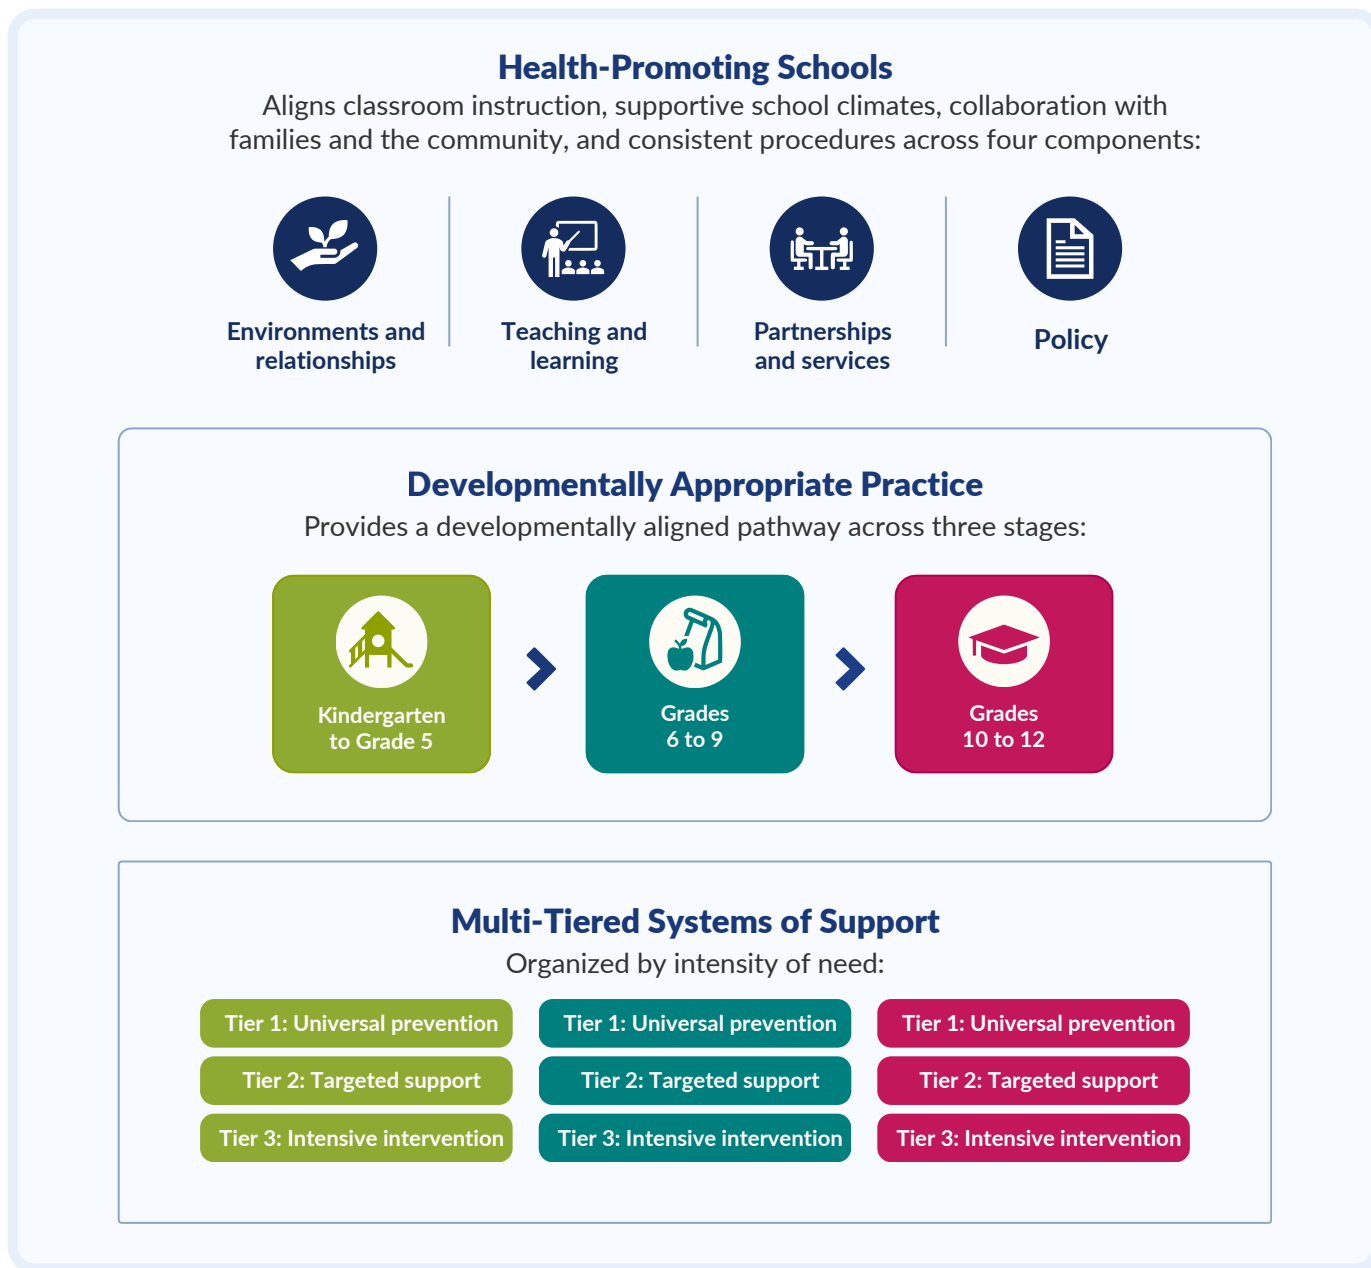 Health-Promoting Schools
Aligns classroom instruction, supportive school climates, collaboration with
families and the community, and consistent procedures across four components:
Environments and
relationships
Teaching and
learning
Partnerships
and services
Policy
Developmentally Appropriate Practice
Provides a developmentally aligned pathway across three stages:
Kindergarten
to Grade 5
Grades
6 to 9
Grades
10 to 12
Multi-Tiered Systems of Support
Organized by intensity of need:
Tier 1: Universal prevention
Tier 2: Targeted support
Tier 3: Intensive intervention
Tier 1: Universal prevention
Tier 2: Targeted support
Tier 3: Intensive intervention
Tier 1: Universal prevention
Tier 2: Targeted support
Tier 3: Intensive intervention